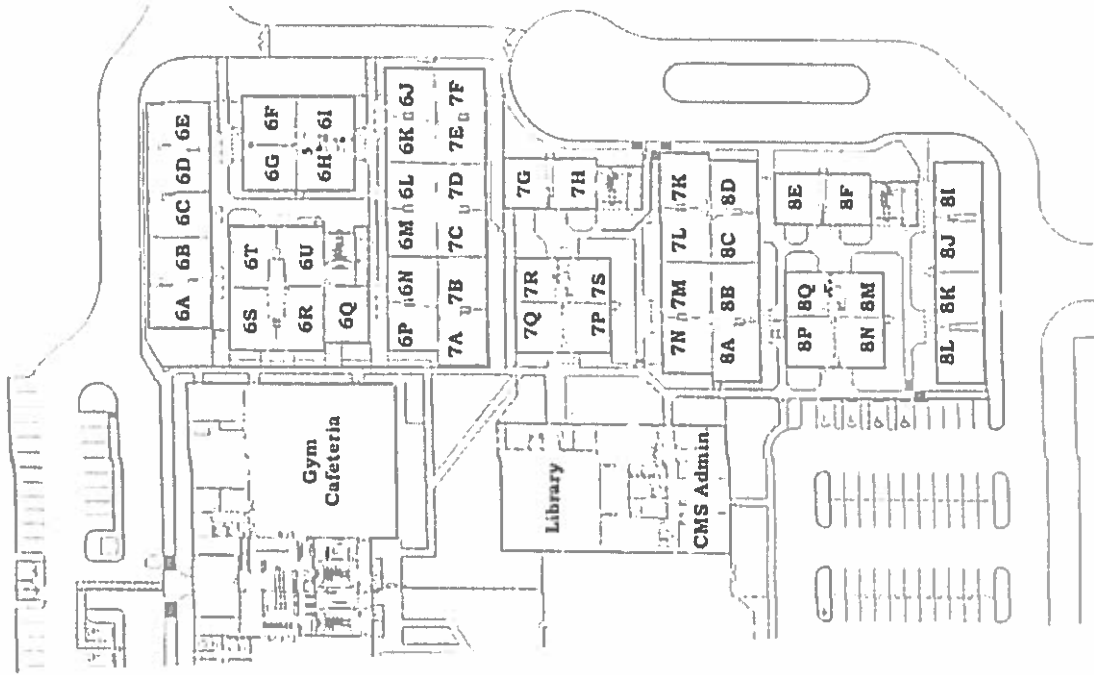 6A 6B 6C 6D 6E
6G 6F
6H 6I
6S 6T
6R 6U
6Q
6P 6N 6M 6L 6K 6J
7A 7B 7C 7D 7E 7F
7G
7H
7Q 7R
7P 7S
7N 7M 7L 7K
8A 8B 8C 8D
8E
8F
8P 8Q
8N 8M
8L 8K 8J 8I
Gym
Cafeteria
Library
CMS Admin